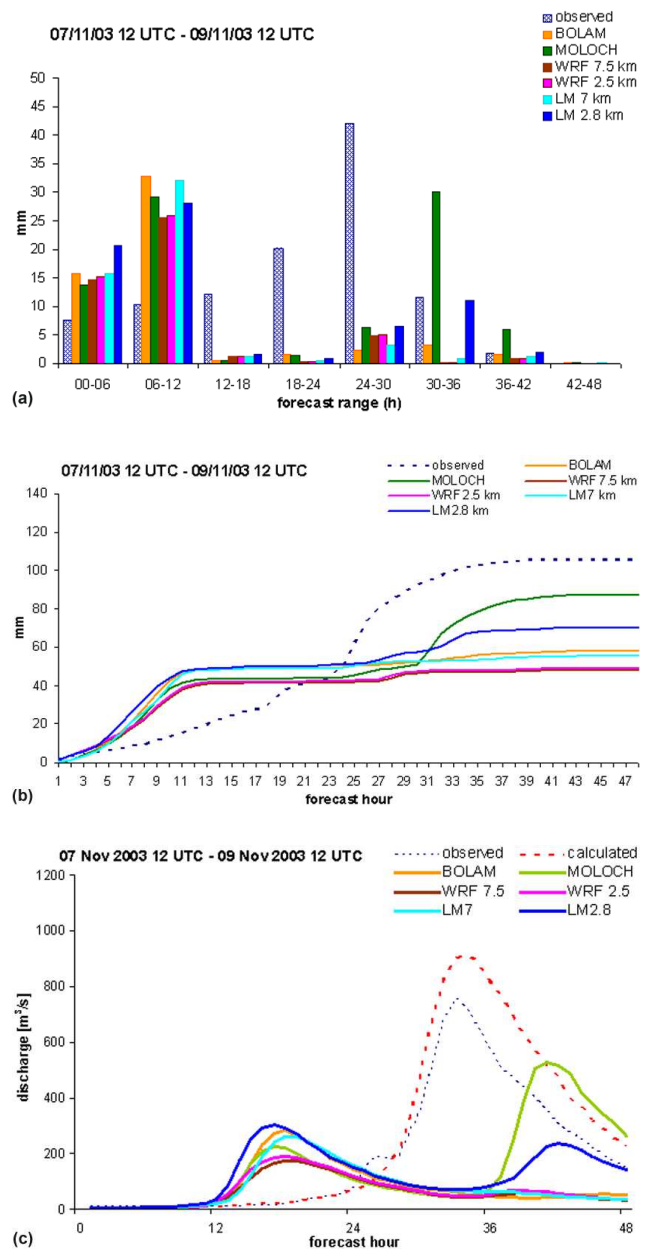 07/11/03 12 UTC - 09/11/03 12 UTC
observed
BOLAM
MOLOCH
WRF 7.5 km
WRF 2.5 km
LM 7 km
LM 2.8 km
50
45
40
35
30
25
20
15
10
5
0
mm
00-06 06-12 12-18 18-24 24-30 30-36 36-42 42-48
forecast range (h)
(a)
07/11/03 12 UTC - 09/11/03 12 UTC
observed BOLAM
MOLOCH WRF 7.5 km
WRF 2.5 km LM7 km
LM2.8 km
140
120
100
80
60
40
20
0
mm
1 3 5 7 9 11 13 15 17 19 21 23 25 27 29 31 33 35 37 39 41 43 45 47
forecast hour
(b)
07 Nov 2003 12 UTC - 09 Nov 2003 12 UTC
observed calculated
BOLAM MOLOCH
WRF 7.5 WRF 2.5
LM7 LM2.8
1200
1000
800
600
400
200
0
discharge [m³/s]
0 12 24 36 48
forecast hour
(c)